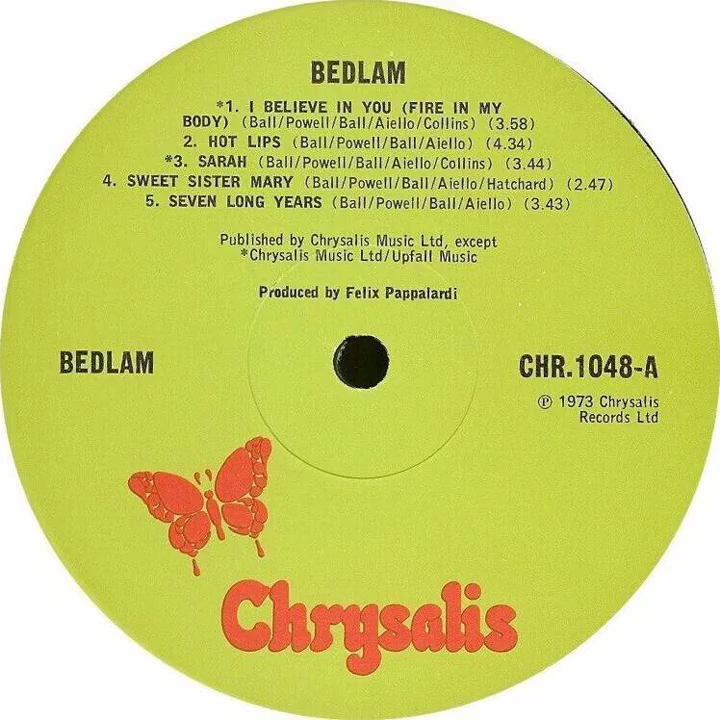 BEDLAM
*1. I BELIEVE IN YOU (FIRE IN MY
BODY) (Ball/Powell/Ball/Aiello/Collins) (3.58)
2. HOT LIPS (Ball/Powell/Ball/Aiello) (4.34)
*3. SARAH (Ball/Powell/Ball/Aiello/Collins) (3.44)
4. SWEET SISTER MARY (Ball/Powell/Ball/Aiello/Hatchard) (2.47)
5. SEVEN LONG YEARS (Ball/Powell/Ball/Aiello) (3.43)
Published by Chrysalis Music Ltd, except
*Chrysalis Music Ltd/Upfall Music
Produced by Felix Pappalardi
BEDLAM
CHR.1048-A
℗ 1973 Chrysalis
Records Ltd
Chrysalis